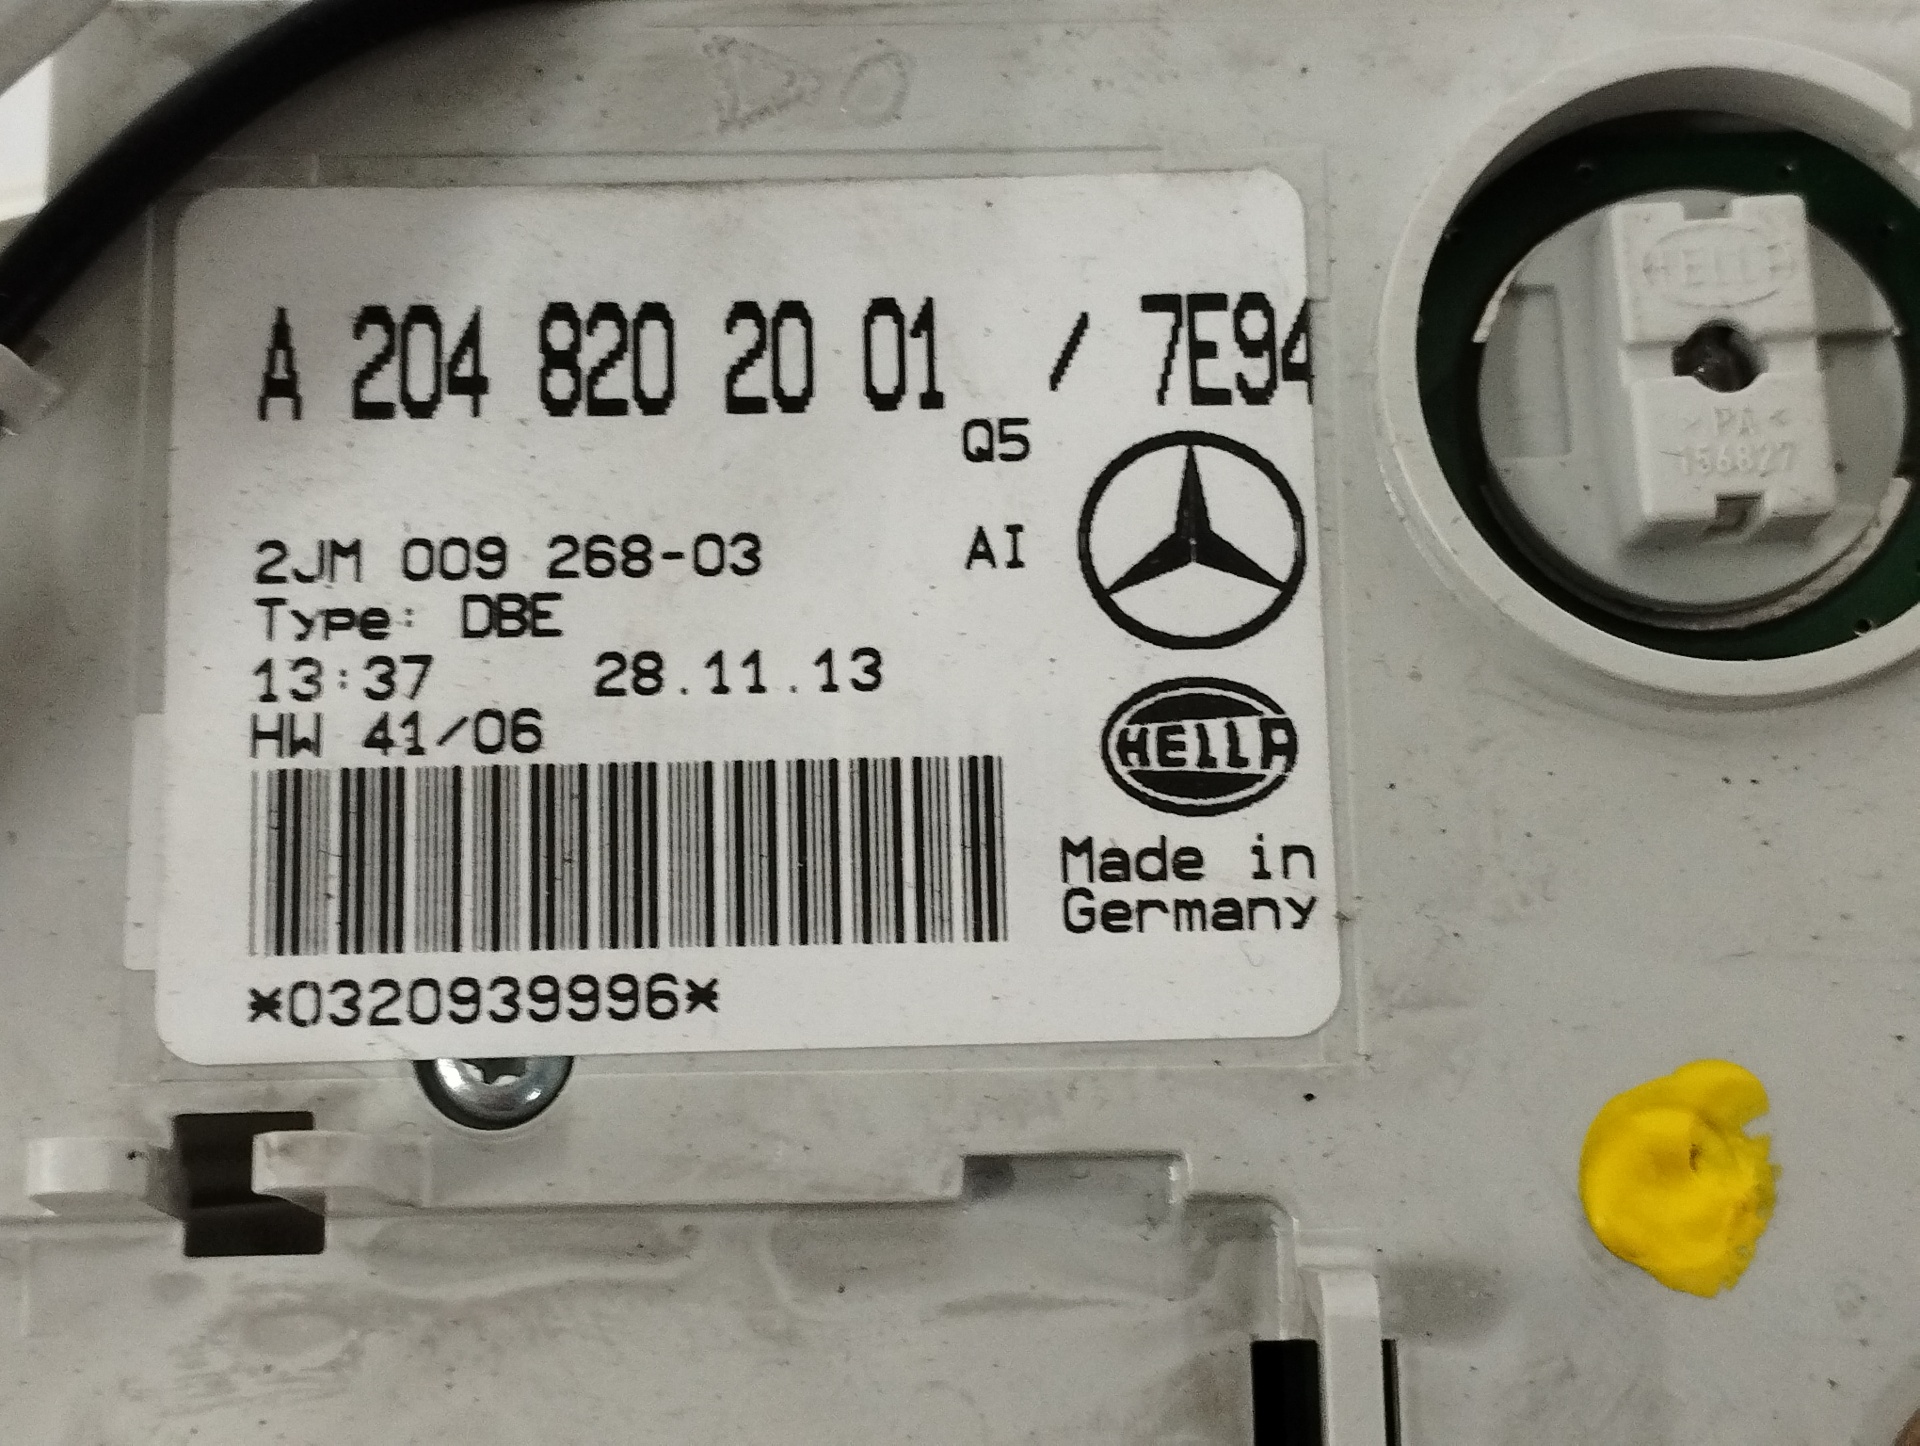 A 204 820 20 01 / 7E94
Q5
2JM 009 268-03 AI
Type: DBE
13:37 28.11.13
HW 41/06
HELLA
Made in
Germany
*0320939996*
HELLA
>PA<
156827